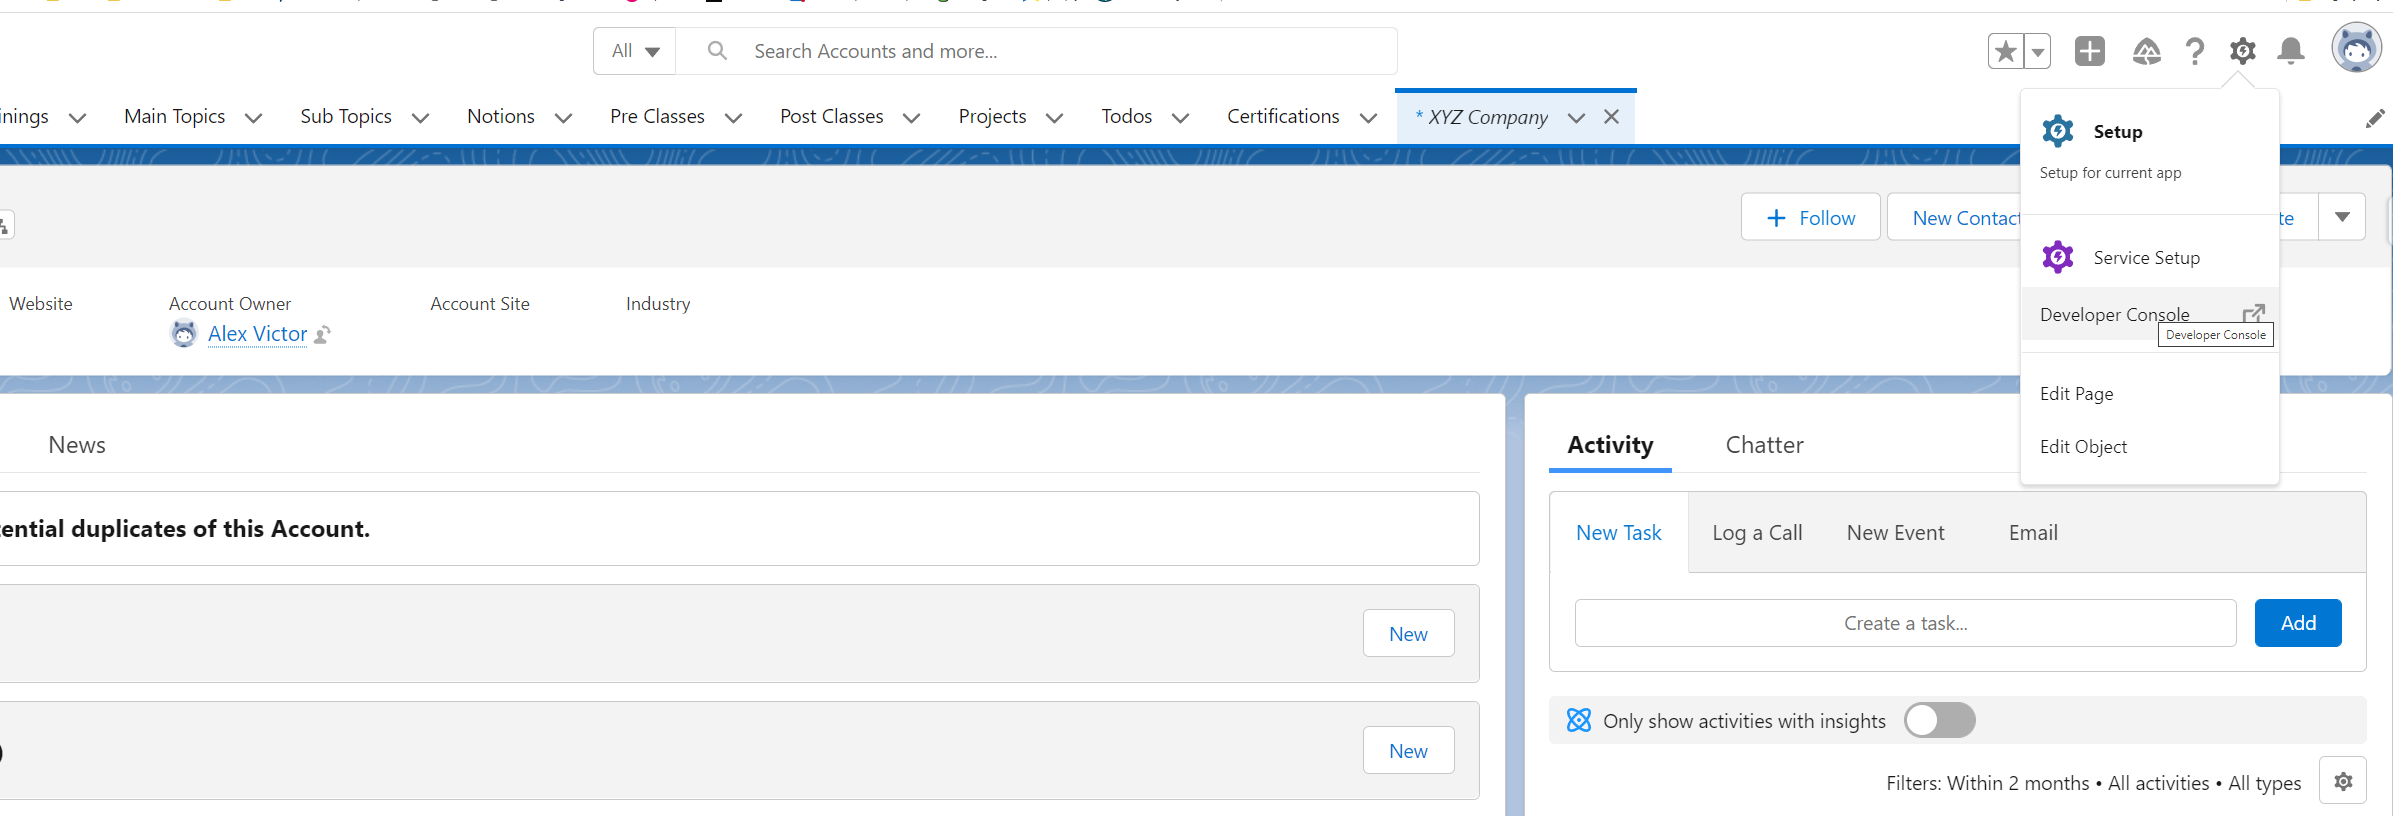 All
Search Accounts and more...
Main Topics
Sub Topics
Notions
Pre Classes
Post Classes
Projects
Todos
Certifications
* XYZ Company
Setup
Setup for current app
Follow
New Contact
Service Setup
Website
Account Owner
Account Site
Industry
Alex Victor
Developer Console
Developer Console
Edit Page
Edit Object
News
Activity
Chatter
duplicates of this Account.
New Task
Log a Call
New Event
Email
Create a task...
Add
New
Only show activities with insights
New
Filters: Within 2 months • All activities • All types